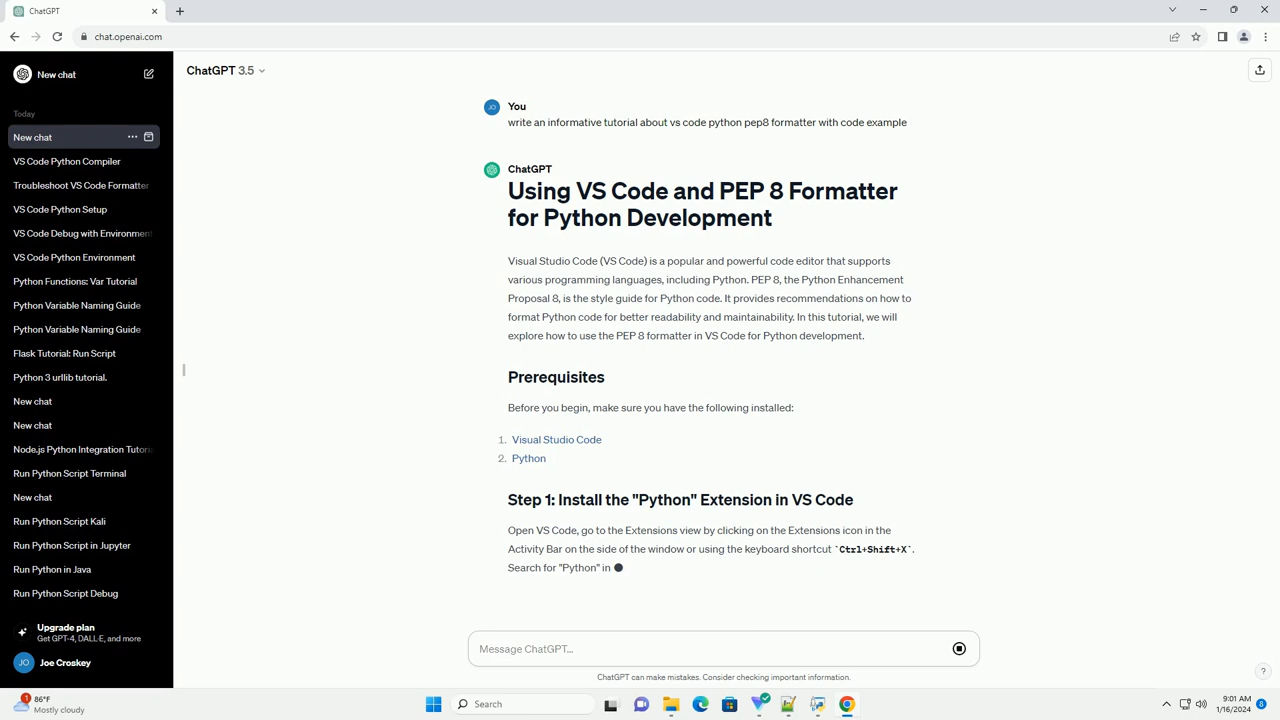 ChatGPT
chat.openai.com
New chat
ChatGPT 3.5
Today
New chat
VS Code Python Compiler
Troubleshoot VS Code Formatter
VS Code Python Setup
VS Code Debug with Environment
VS Code Python Environment
Python Functions: Var Tutorial
Python Variable Naming Guide
Python Variable Naming Guide
Flask Tutorial: Run Script
Python 3 urllib tutorial.
New chat
New chat
Node.js Python Integration Tutoria
Run Python Script Terminal
New chat
Run Python Script Kali
Run Python Script in Jupyter
Run Python in Java
Run Python Script Debug
Upgrade plan
Get GPT-4, DALL·E, and more
JO Joe Croskey
JO You
write an informative tutorial about vs code python pep8 formatter with code example
ChatGPT
Using VS Code and PEP 8 Formatter
for Python Development
Visual Studio Code (VS Code) is a popular and powerful code editor that supports
various programming languages, including Python. PEP 8, the Python Enhancement
Proposal 8, is the style guide for Python code. It provides recommendations on how to
format Python code for better readability and maintainability. In this tutorial, we will
explore how to use the PEP 8 formatter in VS Code for Python development.
Prerequisites
Before you begin, make sure you have the following installed:
1. Visual Studio Code
2. Python
Step 1: Install the "Python" Extension in VS Code
Open VS Code, go to the Extensions view by clicking on the Extensions icon in the
Activity Bar on the side of the window or using the keyboard shortcut `Ctrl+Shift+X`.
Search for "Python" in
Message ChatGPT...
ChatGPT can make mistakes. Consider checking important information.
?
1
86°F
Mostly cloudy
Search
9:01 AM
1/16/2024
8